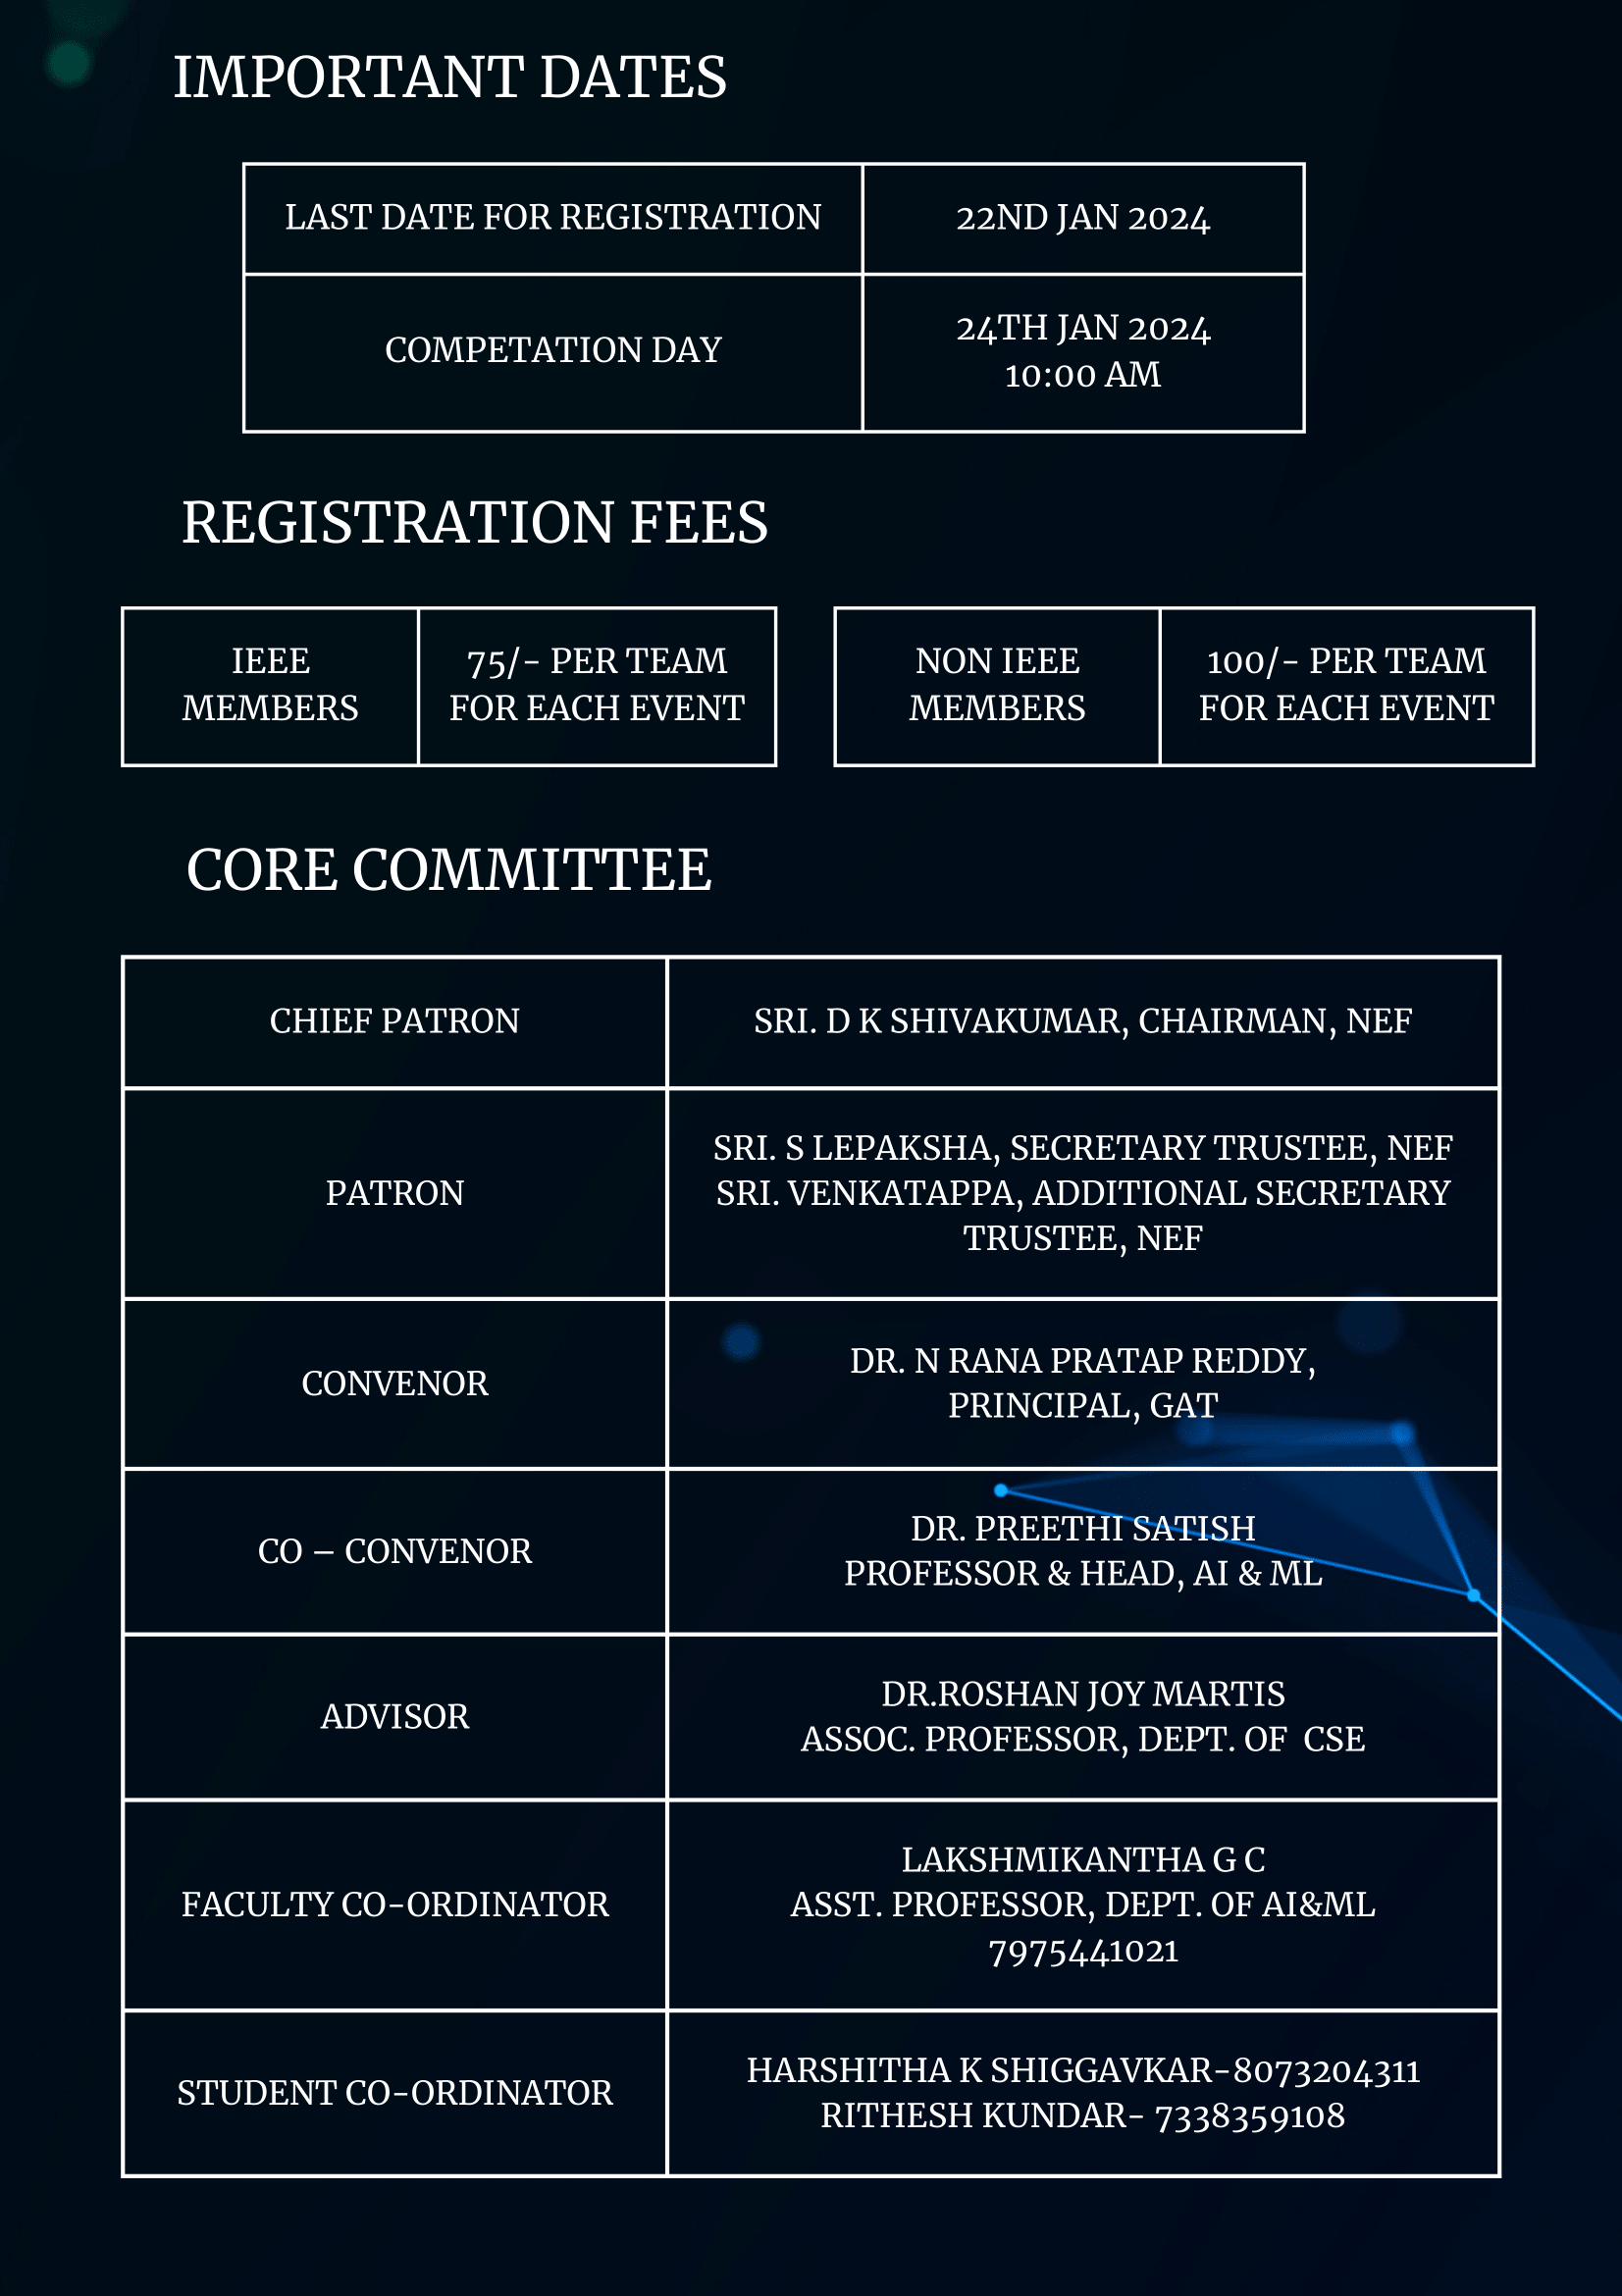 IMPORTANT DATES
LAST DATE FOR REGISTRATION
22ND JAN 2024
COMPETATION DAY
24TH JAN 2024
10:00 AM
REGISTRATION FEES
IEEE
MEMBERS
75/- PER TEAM
FOR EACH EVENT
NON IEEE
MEMBERS
100/- PER TEAM
FOR EACH EVENT
CORE COMMITTEE
CHIEF PATRON
SRI. D K SHIVAKUMAR, CHAIRMAN, NEF
PATRON
SRI. S LEPAKSHA, SECRETARY TRUSTEE, NEF
SRI. VENKATAPPA, ADDITIONAL SECRETARY
TRUSTEE, NEF
CONVENOR
DR. N RANA PRATAP REDDY,
PRINCIPAL, GAT
CO – CONVENOR
DR. PREETHI SATISH
PROFESSOR & HEAD, AI & ML
ADVISOR
DR.ROSHAN JOY MARTIS
ASSOC. PROFESSOR, DEPT. OF  CSE
FACULTY CO-ORDINATOR
LAKSHMIKANTHA G C
ASST. PROFESSOR, DEPT. OF AI&ML
7975441021
STUDENT CO-ORDINATOR
HARSHITHA K SHIGGAVKAR-8073204311
RITHESH KUNDAR- 7338359108